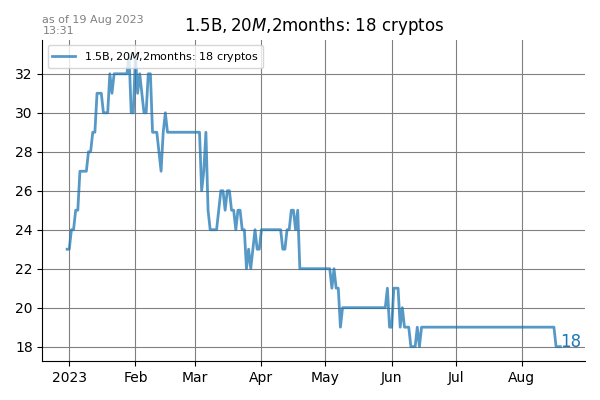 as of 19 Aug 2023
13:31
1.5B, 20M,2months: 18 cryptos
1.5B, 20M,2months: 18 cryptos
32
30
28
26
24
22
20
18
18
2023 Feb Mar Apr May Jun Jul Aug